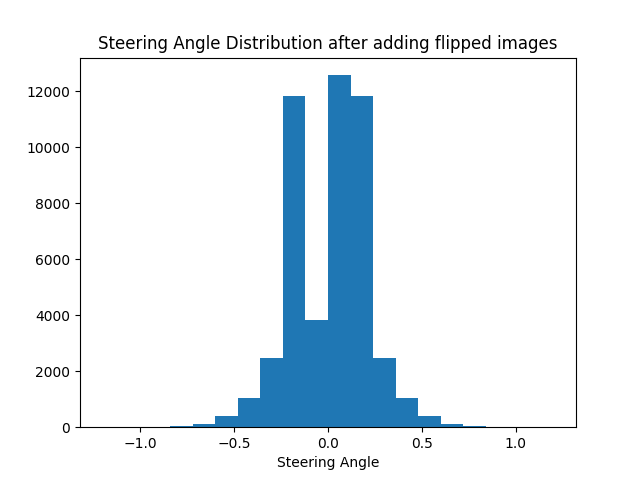 Steering Angle Distribution after adding flipped images
12000
10000
8000
6000
4000
2000
0
−1.0 −0.5 0.0 0.5 1.0
Steering Angle